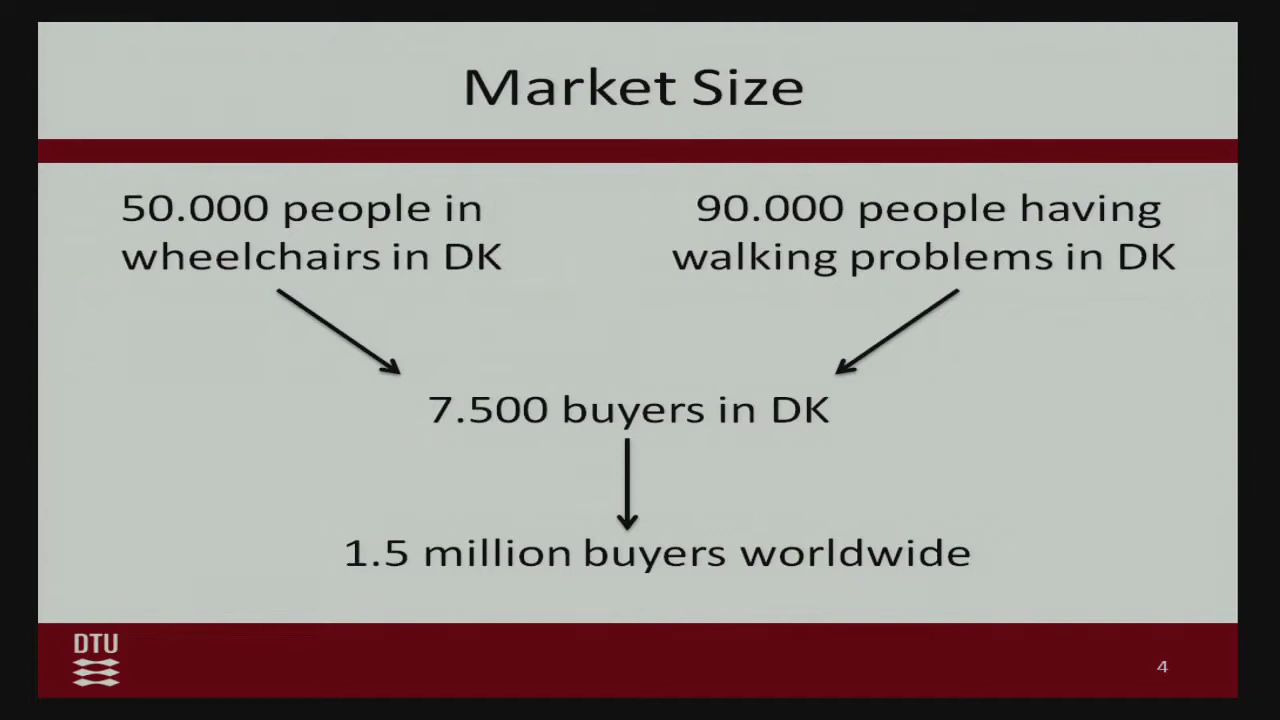 Market Size
50.000 people in
wheelchairs in DK
90.000 people having
walking problems in DK
7.500 buyers in DK
1.5 million buyers worldwide
DTU
4